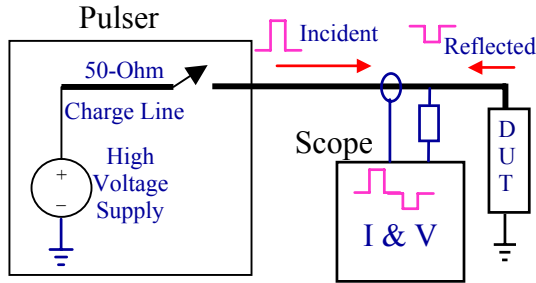 Pulser
50-Ohm
Charge Line
High
Voltage
Supply
+
−
Incident
Reflected
Scope
I & V
D
U
T